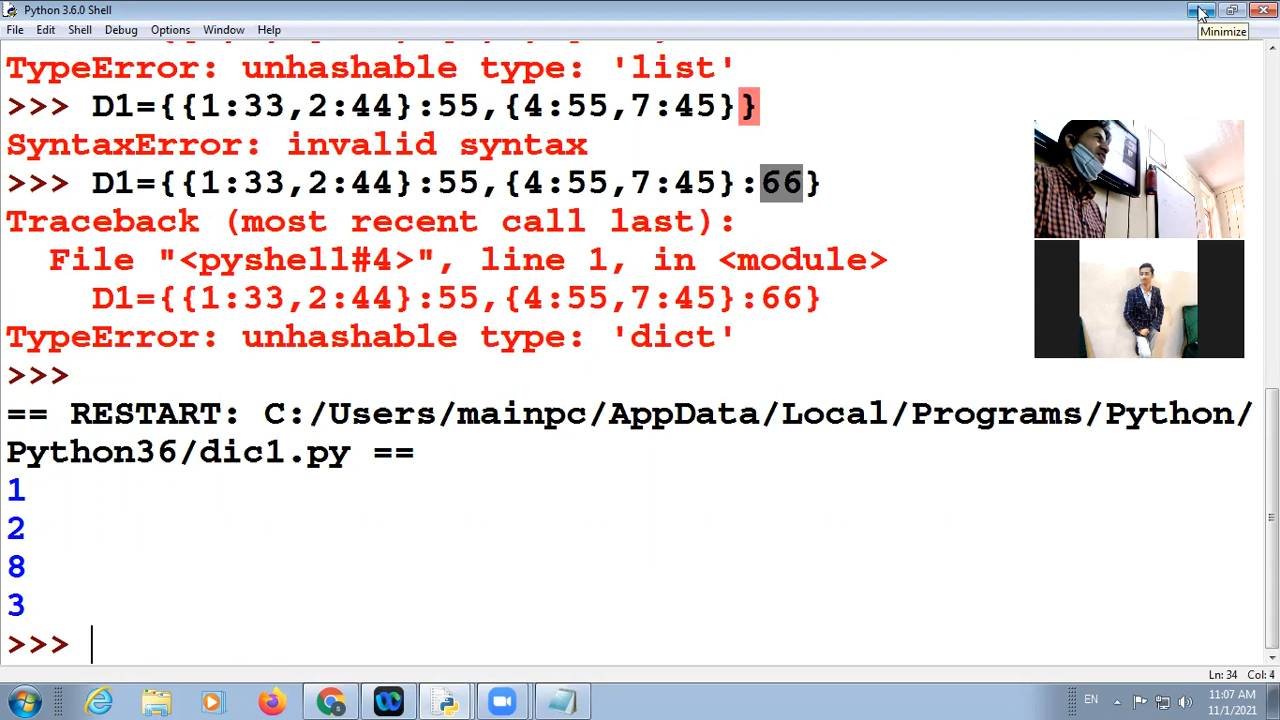 Python 3.6.0 Shell
File Edit Shell Debug Options Window Help
Minimize
TypeError: unhashable type: 'list'
>>> D1={{1:33,2:44}:55,{4:55,7:45}}
SyntaxError: invalid syntax
>>> D1={{1:33,2:44}:55,{4:55,7:45}:66}
Traceback (most recent call last):
  File "<pyshell#4>", line 1, in <module>
    D1={{1:33,2:44}:55,{4:55,7:45}:66}
TypeError: unhashable type: 'dict'
>>>
== RESTART: C:/Users/mainpc/AppData/Local/Programs/Python/
Python36/dic1.py ==
1
2
8
3
>>>
Ln: 34 Col: 4
EN
11:07 AM
11/1/2021